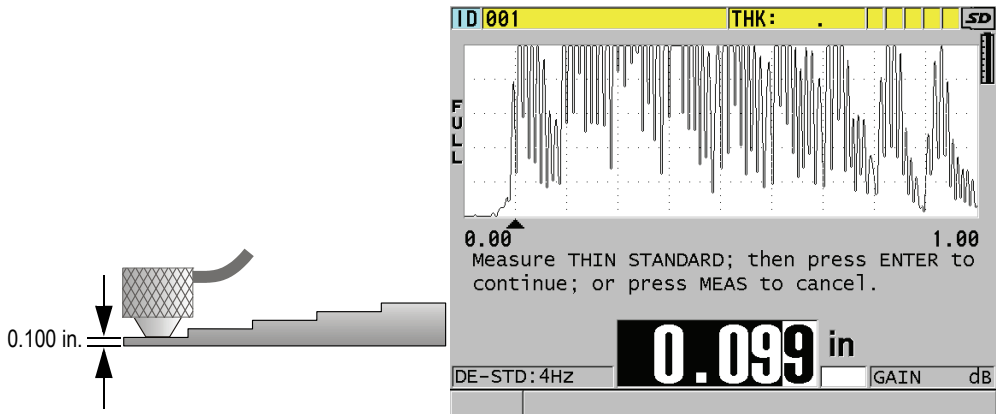 0.100 in.
ID 001 THK: . SD
FULL
0.00 1.00
Measure THIN STANDARD; then press ENTER to
continue; or press MEAS to cancel.
0.099 in
DE-STD:4Hz GAIN dB